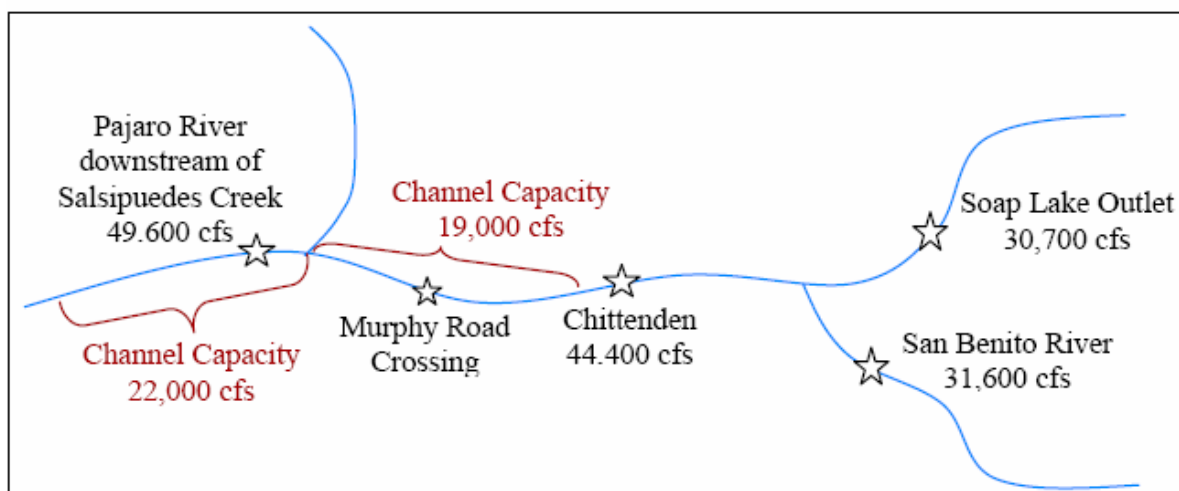 Pajaro River
downstream of
Salsipuedes Creek
49.600 cfs
Channel Capacity
19,000 cfs
Soap Lake Outlet
30,700 cfs
Channel Capacity
22,000 cfs
Murphy Road
Crossing
Chittenden
44.400 cfs
San Benito River
31,600 cfs